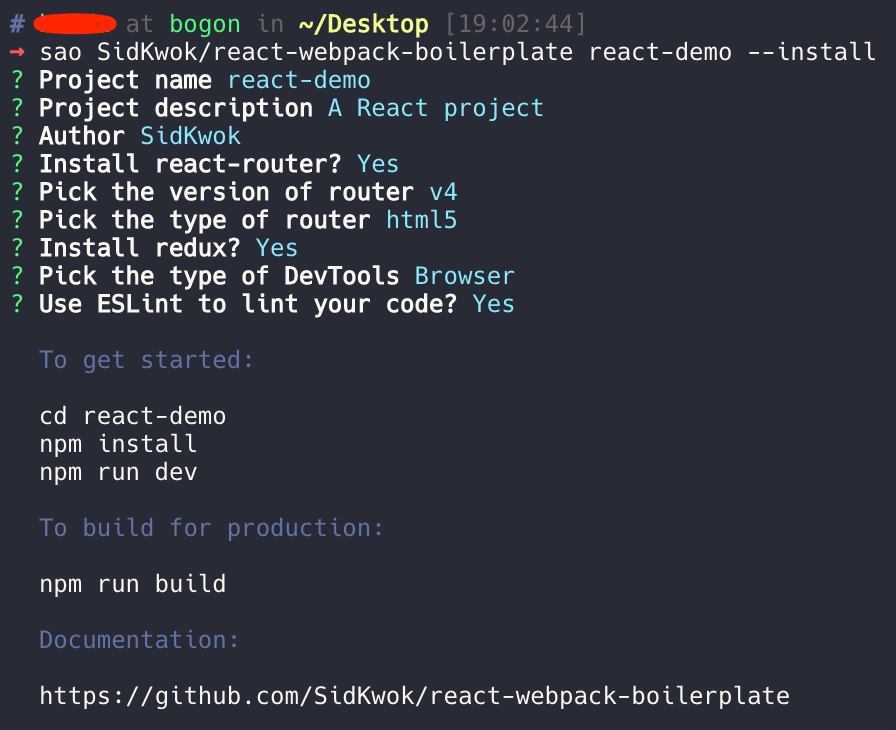 # at bogon in ~/Desktop [19:02:44]
→ sao SidKwok/react-webpack-boilerplate react-demo --install
? Project name react-demo
? Project description A React project
? Author SidKwok
? Install react-router? Yes
? Pick the version of router v4
? Pick the type of router html5
? Install redux? Yes
? Pick the type of DevTools Browser
? Use ESLint to lint your code? Yes
To get started:
cd react-demo
npm install
npm run dev
To build for production:
npm run build
Documentation:
https://github.com/SidKwok/react-webpack-boilerplate